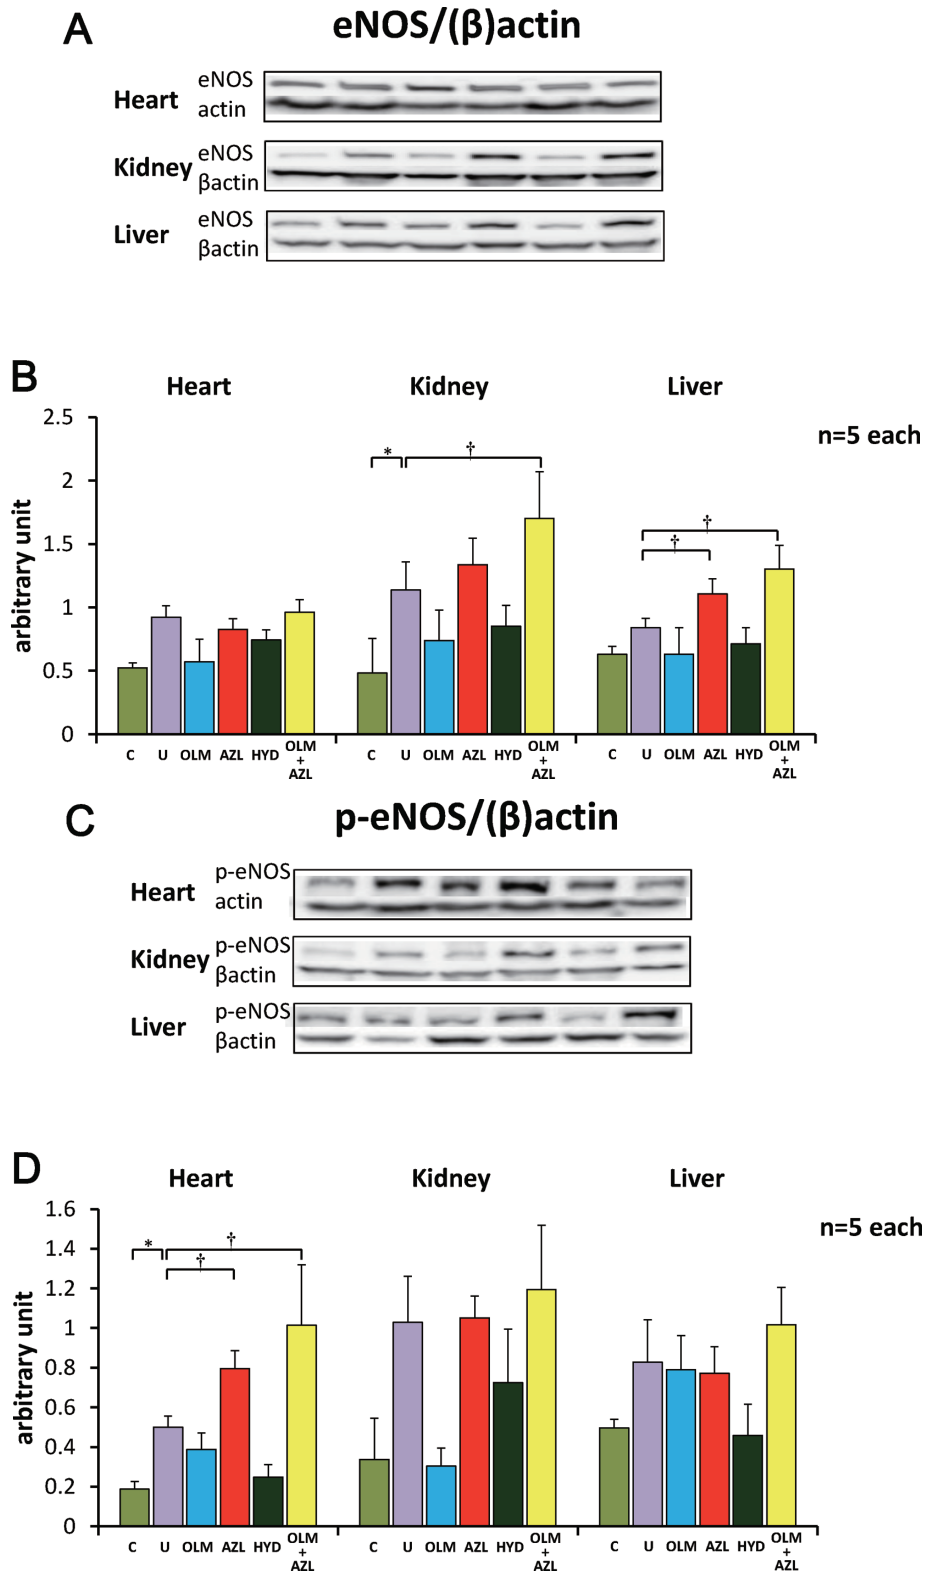 A
eNOS/(β)actin
Heart
eNOS
actin
Kidney
eNOS
βactin
Liver
eNOS
βactin
B
Heart Kidney Liver
n=5 each
arbitrary unit
2.5
2
1.5
1
0.5
0
* †
† †
C U OLM AZL HYD OLM + AZL
C U OLM AZL HYD OLM + AZL
C U OLM AZL HYD OLM + AZL
C
p-eNOS/(β)actin
Heart
p-eNOS
actin
Kidney
p-eNOS
βactin
Liver
p-eNOS
βactin
D
Heart Kidney Liver
n=5 each
arbitrary unit
1.6
1.4
1.2
1
0.8
0.6
0.4
0.2
0
* † †
C U OLM AZL HYD OLM + AZL
C U OLM AZL HYD OLM + AZL
C U OLM AZL HYD OLM + AZL